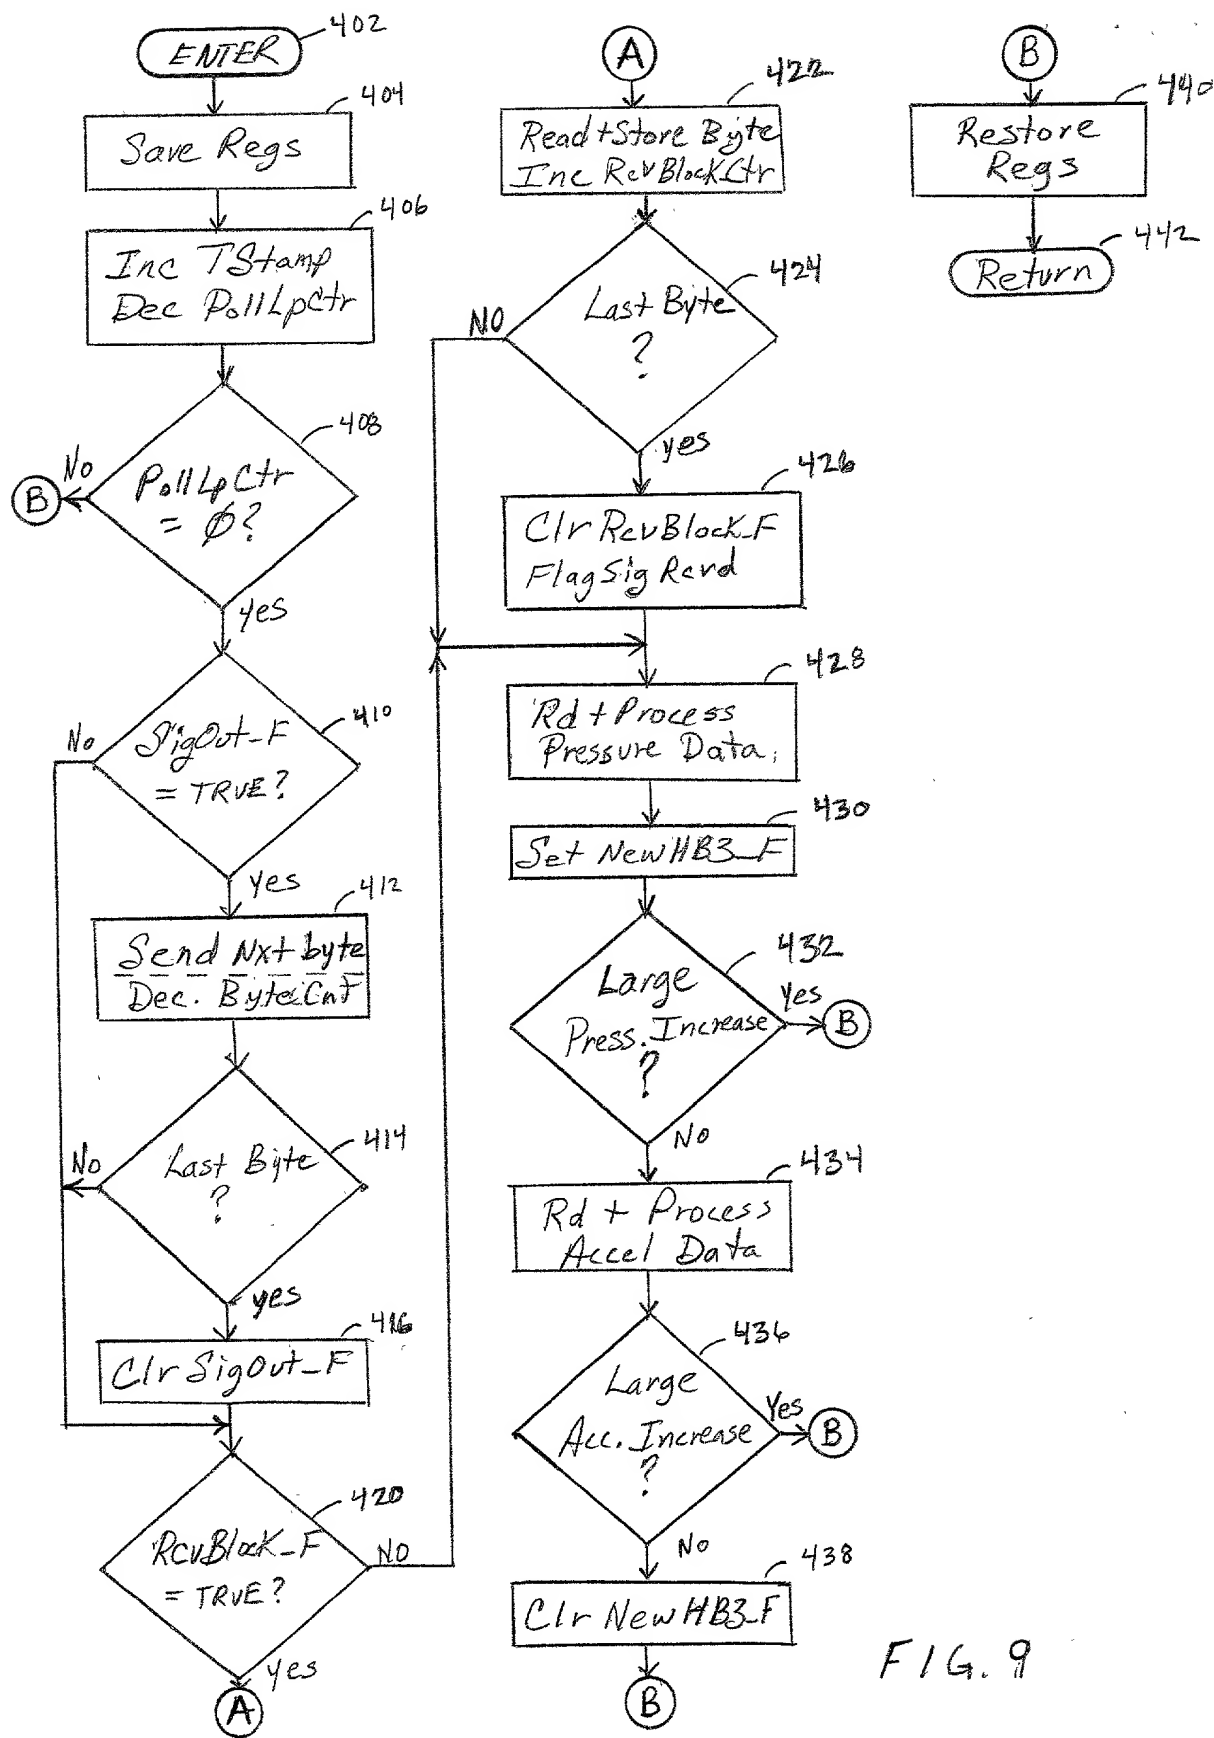 402
ENTER
404
Save Regs
406
Inc TStamp
Dec PollLpCtr
408
PollLpCtr
= Ø?
No
B
yes
410
SigOut_F
= TRUE?
No
yes
412
Send Nxt byte
Dec. ByteCnt
414
Last Byte
?
No
yes
416
Clr SigOut_F
420
RcvBlock_F
= TRUE?
NO
yes
A
A
422
Read + Store Byte
Inc RcvBlockCtr
424
Last Byte
?
NO
yes
426
Clr RcvBlock_F
FlagSigRcvd
428
Rd + Process
Pressure Data
430
Set NewHB3_F
432
Large
Press. Increase
?
Yes
B
No
434
Rd + Process
Accel Data
436
Large
Acc. Increase
?
Yes
B
No
438
Clr NewHB3_F
B
B
440
Restore
Regs
442
Return
FIG. 9